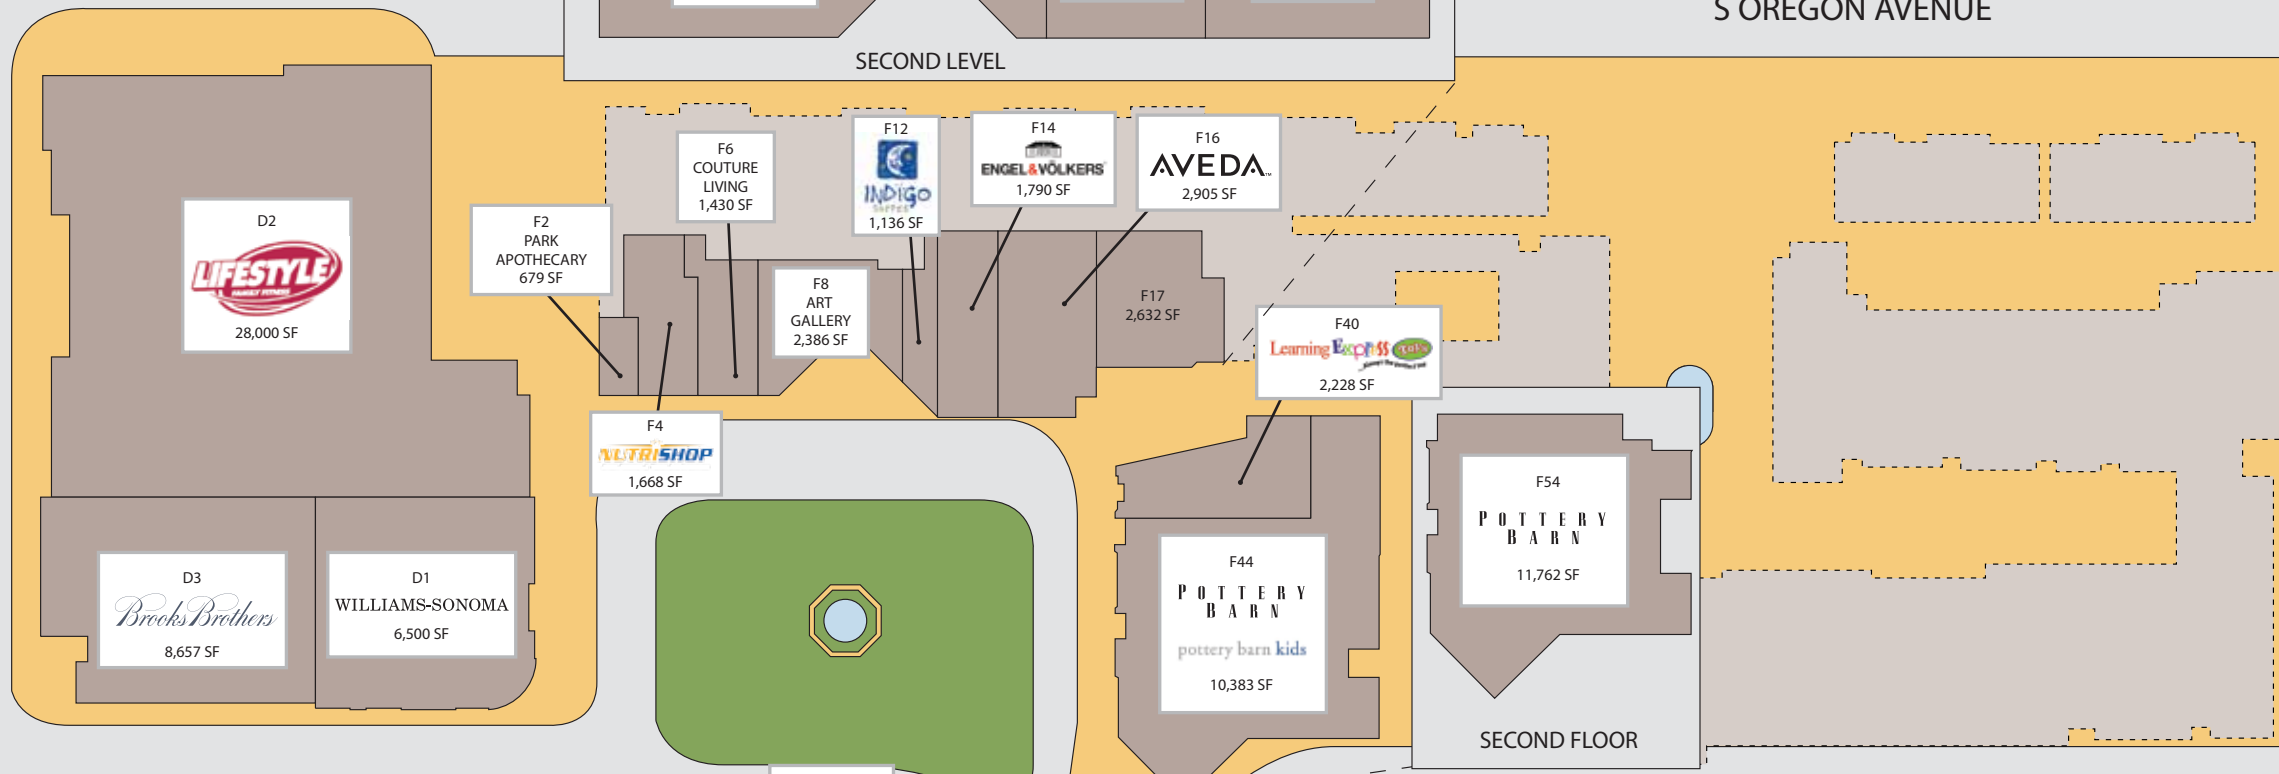 S OREGON AVENUE
SECOND LEVEL
D2
LIFESTYLE
FAMILY FITNESS
28,000 SF
F2
PARK
APOTHECARY
679 SF
F6
COUTURE
LIVING
1,430 SF
F12
INDIGO
1,136 SF
F14
ENGEL&VÖLKERS
1,790 SF
F16
AVEDA
2,905 SF
F8
ART
GALLERY
2,386 SF
F17
2,632 SF
F40
Learning Express
2,228 SF
F4
NUTRISHOP
1,668 SF
D3
Brooks Brothers
8,657 SF
D1
WILLIAMS-SONOMA
6,500 SF
F44
POTTERY
BARN
pottery barn kids
10,383 SF
F54
POTTERY
BARN
11,762 SF
SECOND FLOOR